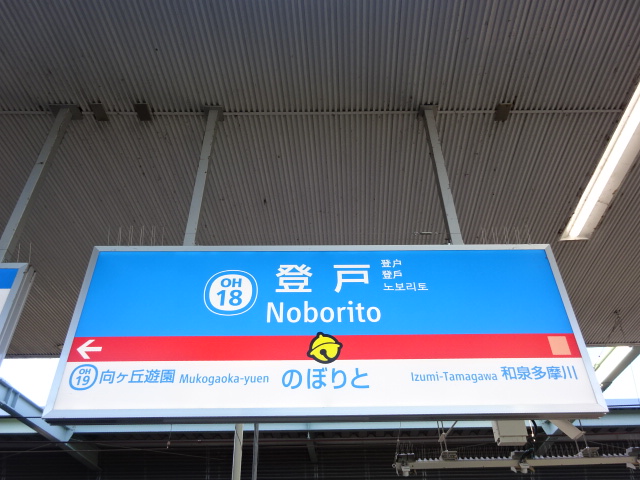 OH
18
登戸
登户
登戶
노보리토
Noborito
OH
19
向ヶ丘遊園 Mukogaoka-yuen
のぼりと
Izumi-Tamagawa 和泉多摩川